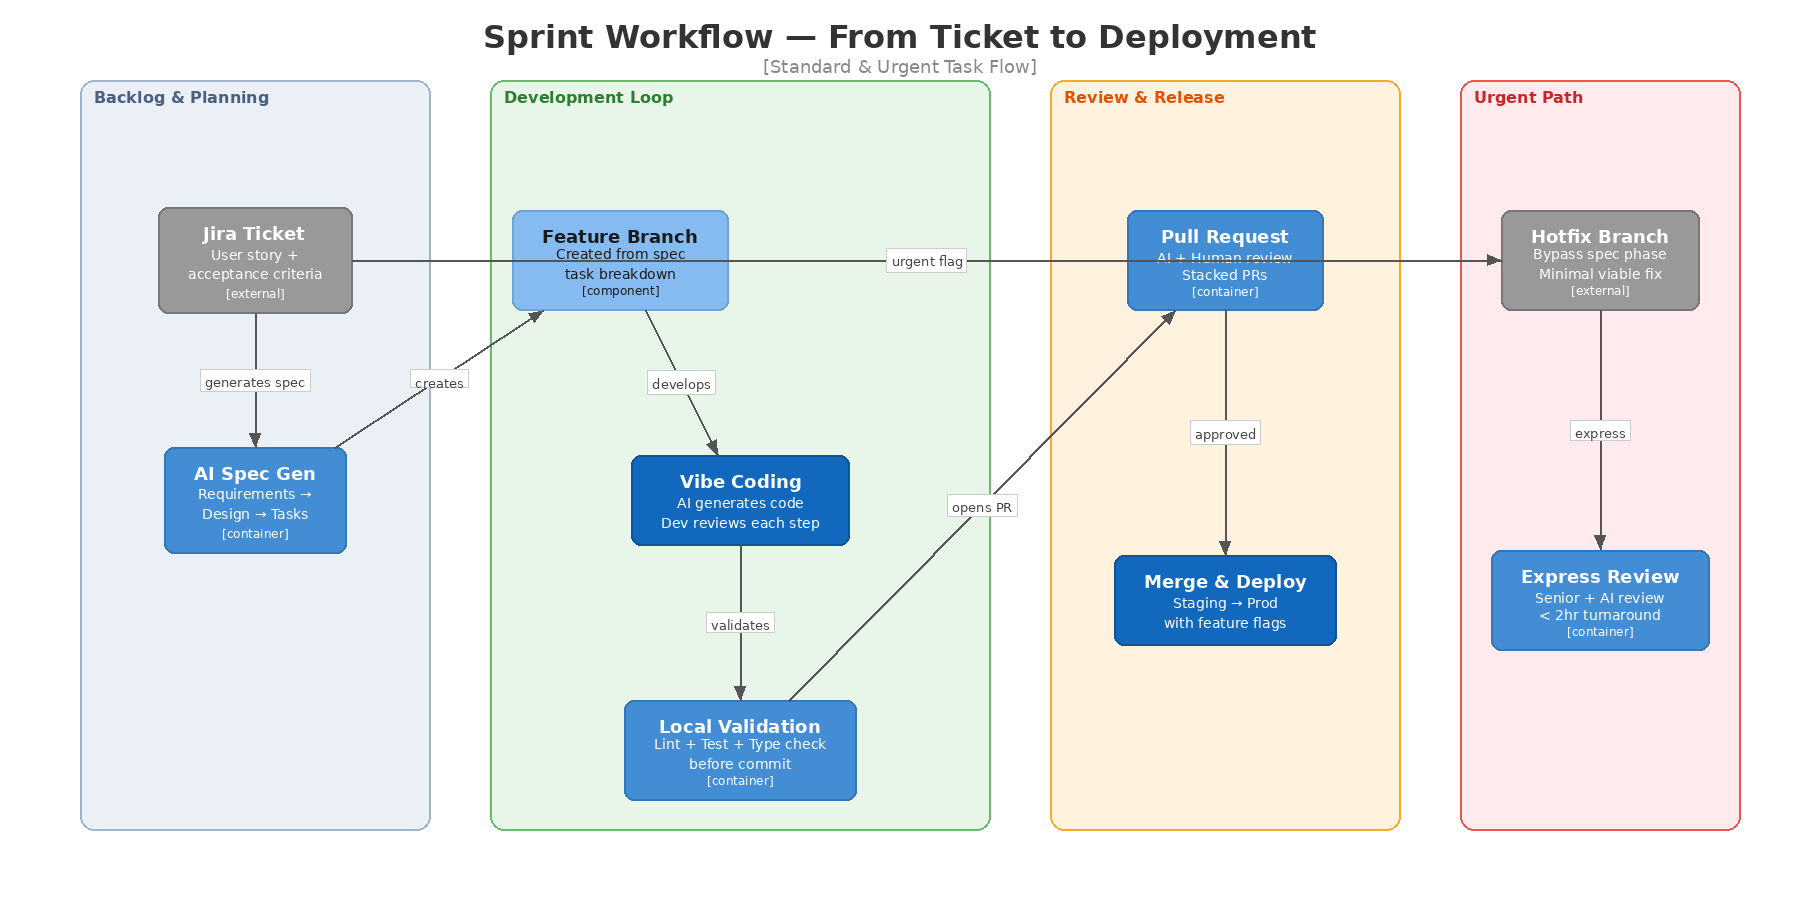 Sprint Workflow — From Ticket to Deployment
[Standard & Urgent Task Flow]
Backlog & Planning
Jira Ticket
User story +
acceptance criteria
[external]
generates spec
AI Spec Gen
Requirements →
Design → Tasks
[container]
creates
Development Loop
Feature Branch
Created from spec
task breakdown
[component]
urgent flag
develops
Vibe Coding
AI generates code
Dev reviews each step
validates
Local Validation
Lint + Test + Type check
before commit
[container]
opens PR
Review & Release
Pull Request
AI + Human review
Stacked PRs
[container]
approved
Merge & Deploy
Staging → Prod
with feature flags
Urgent Path
Hotfix Branch
Bypass spec phase
Minimal viable fix
[external]
express
Express Review
Senior + AI review
< 2hr turnaround
[container]